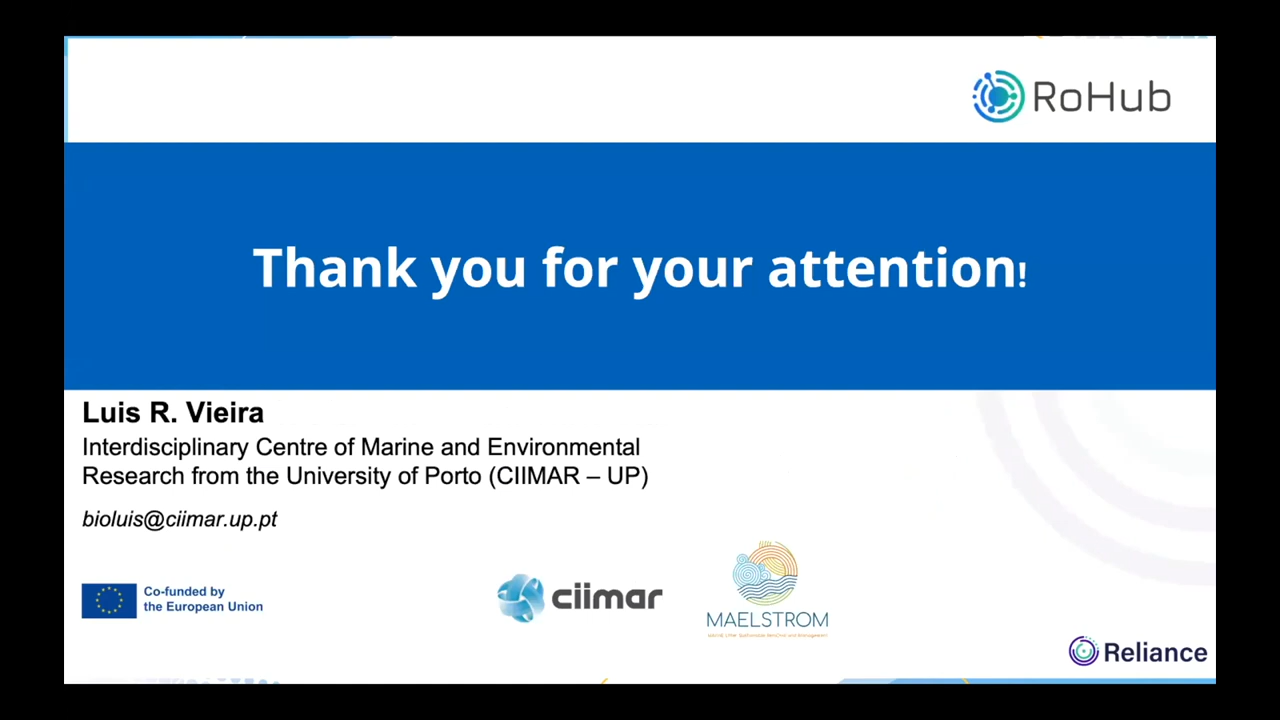 RoHub
Thank you for your attention!
Luis R. Vieira
Interdisciplinary Centre of Marine and Environmental
Research from the University of Porto (CIIMAR – UP)
bioluis@ciimar.up.pt
Co-funded by
the European Union
ciimar
MAELSTROM
Reliance